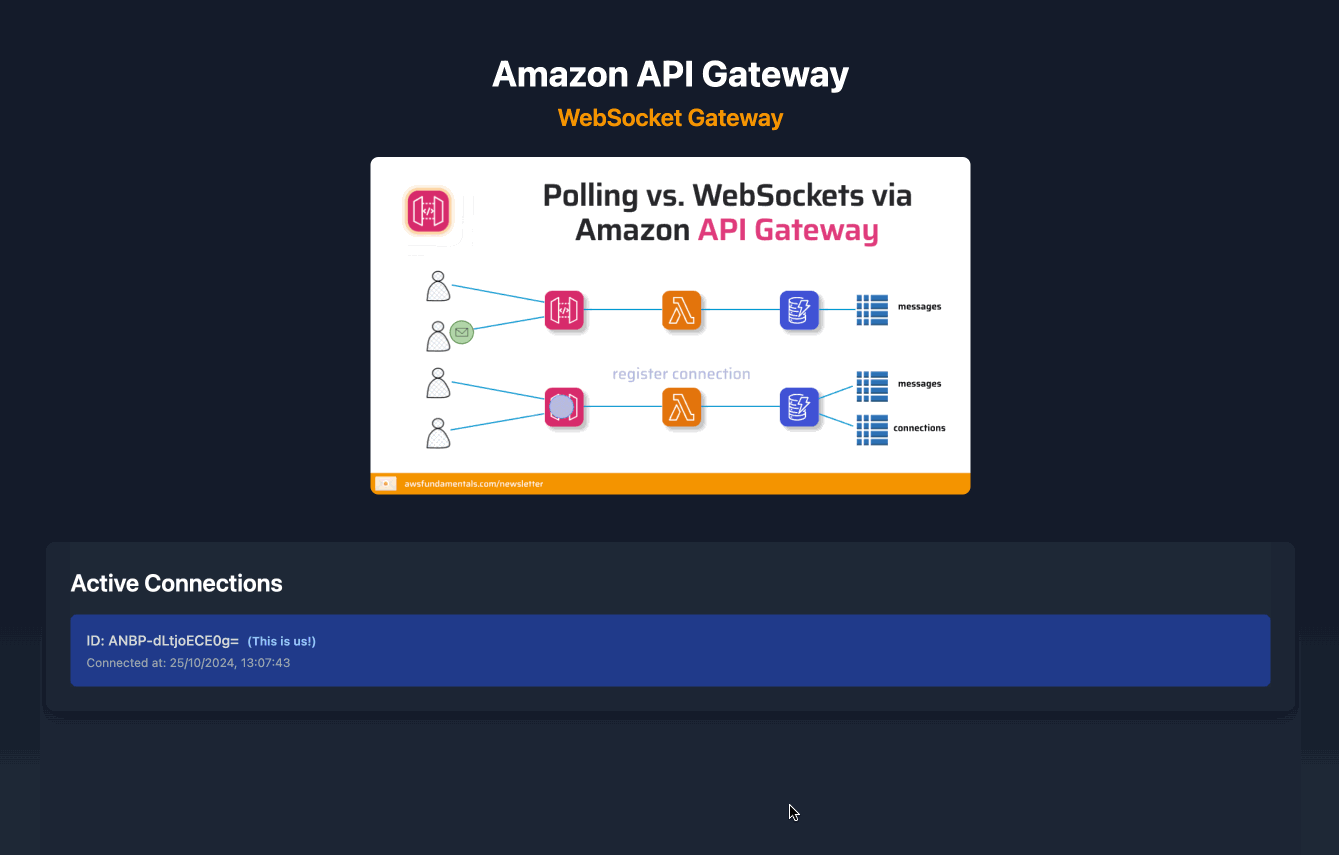 Amazon API Gateway
WebSocket Gateway
Polling vs. WebSockets via
Amazon API Gateway
messages
register connection
messages
connections
awsfundamentals.com/newsletter
Active Connections
ID: ANBP-dLtjoECE0g= (This is us!)
Connected at: 25/10/2024, 13:07:43